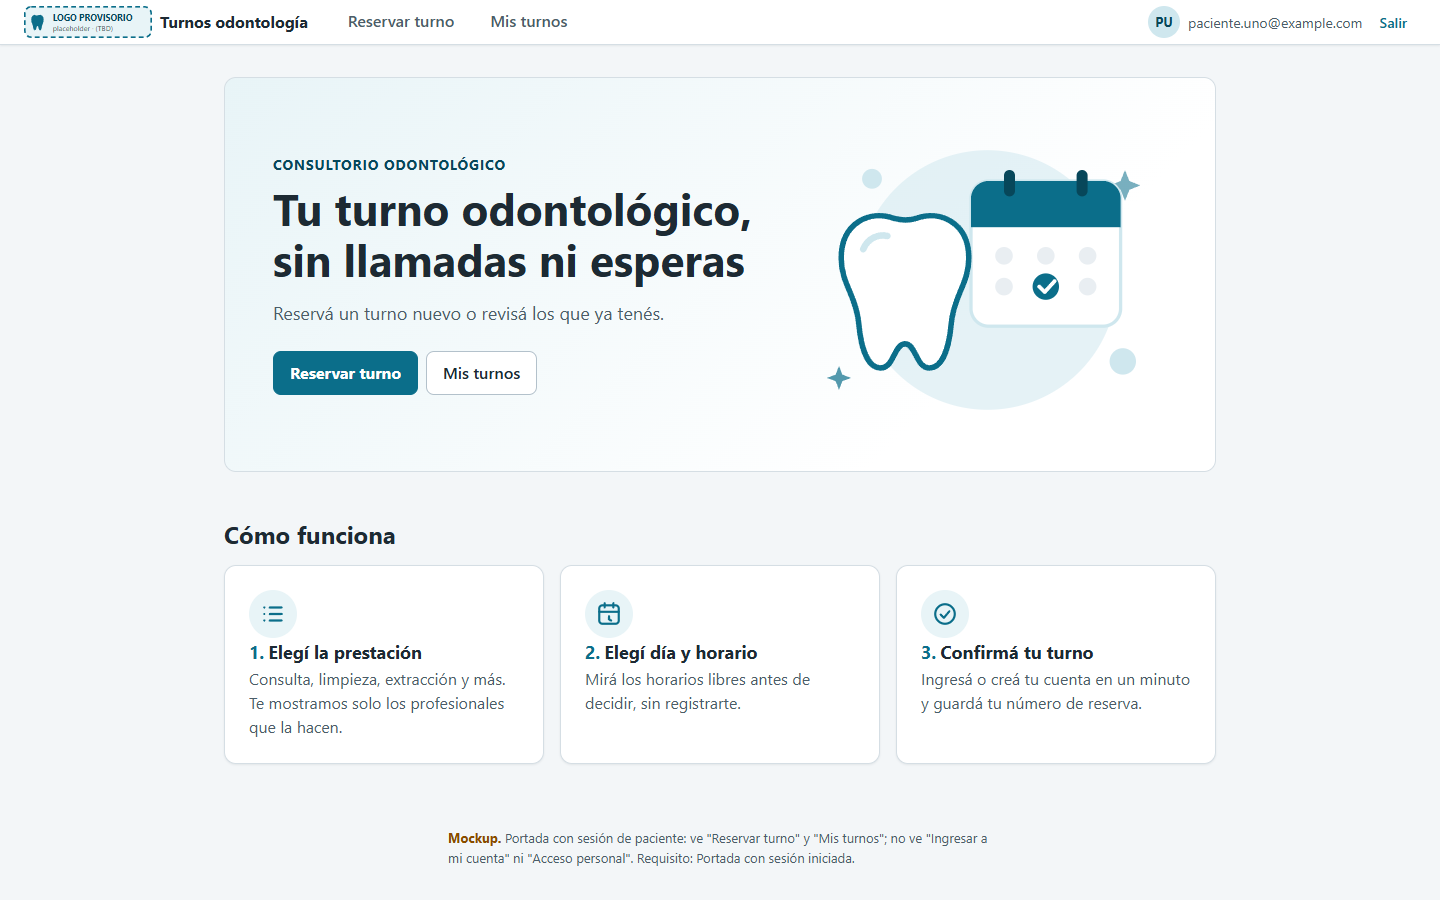 LOGO PROVISORIO
placeholder · (TBD)
Turnos odontología
Reservar turno
Mis turnos
PU
paciente.uno@example.com
Salir
CONSULTORIO ODONTOLÓGICO
Tu turno odontológico,
sin llamadas ni esperas
Reservá un turno nuevo o revisá los que ya tenés.
Reservar turno
Mis turnos
Cómo funciona
1. Elegí la prestación
Consulta, limpieza, extracción y más.
Te mostramos solo los profesionales
que la hacen.
2. Elegí día y horario
Mirá los horarios libres antes de
decidir, sin registrarte.
3. Confirmá tu turno
Ingresá o creá tu cuenta en un minuto
y guardá tu número de reserva.
Mockup. Portada con sesión de paciente: ve "Reservar turno" y "Mis turnos"; no ve "Ingresar a
mi cuenta" ni "Acceso personal". Requisito: Portada con sesión iniciada.